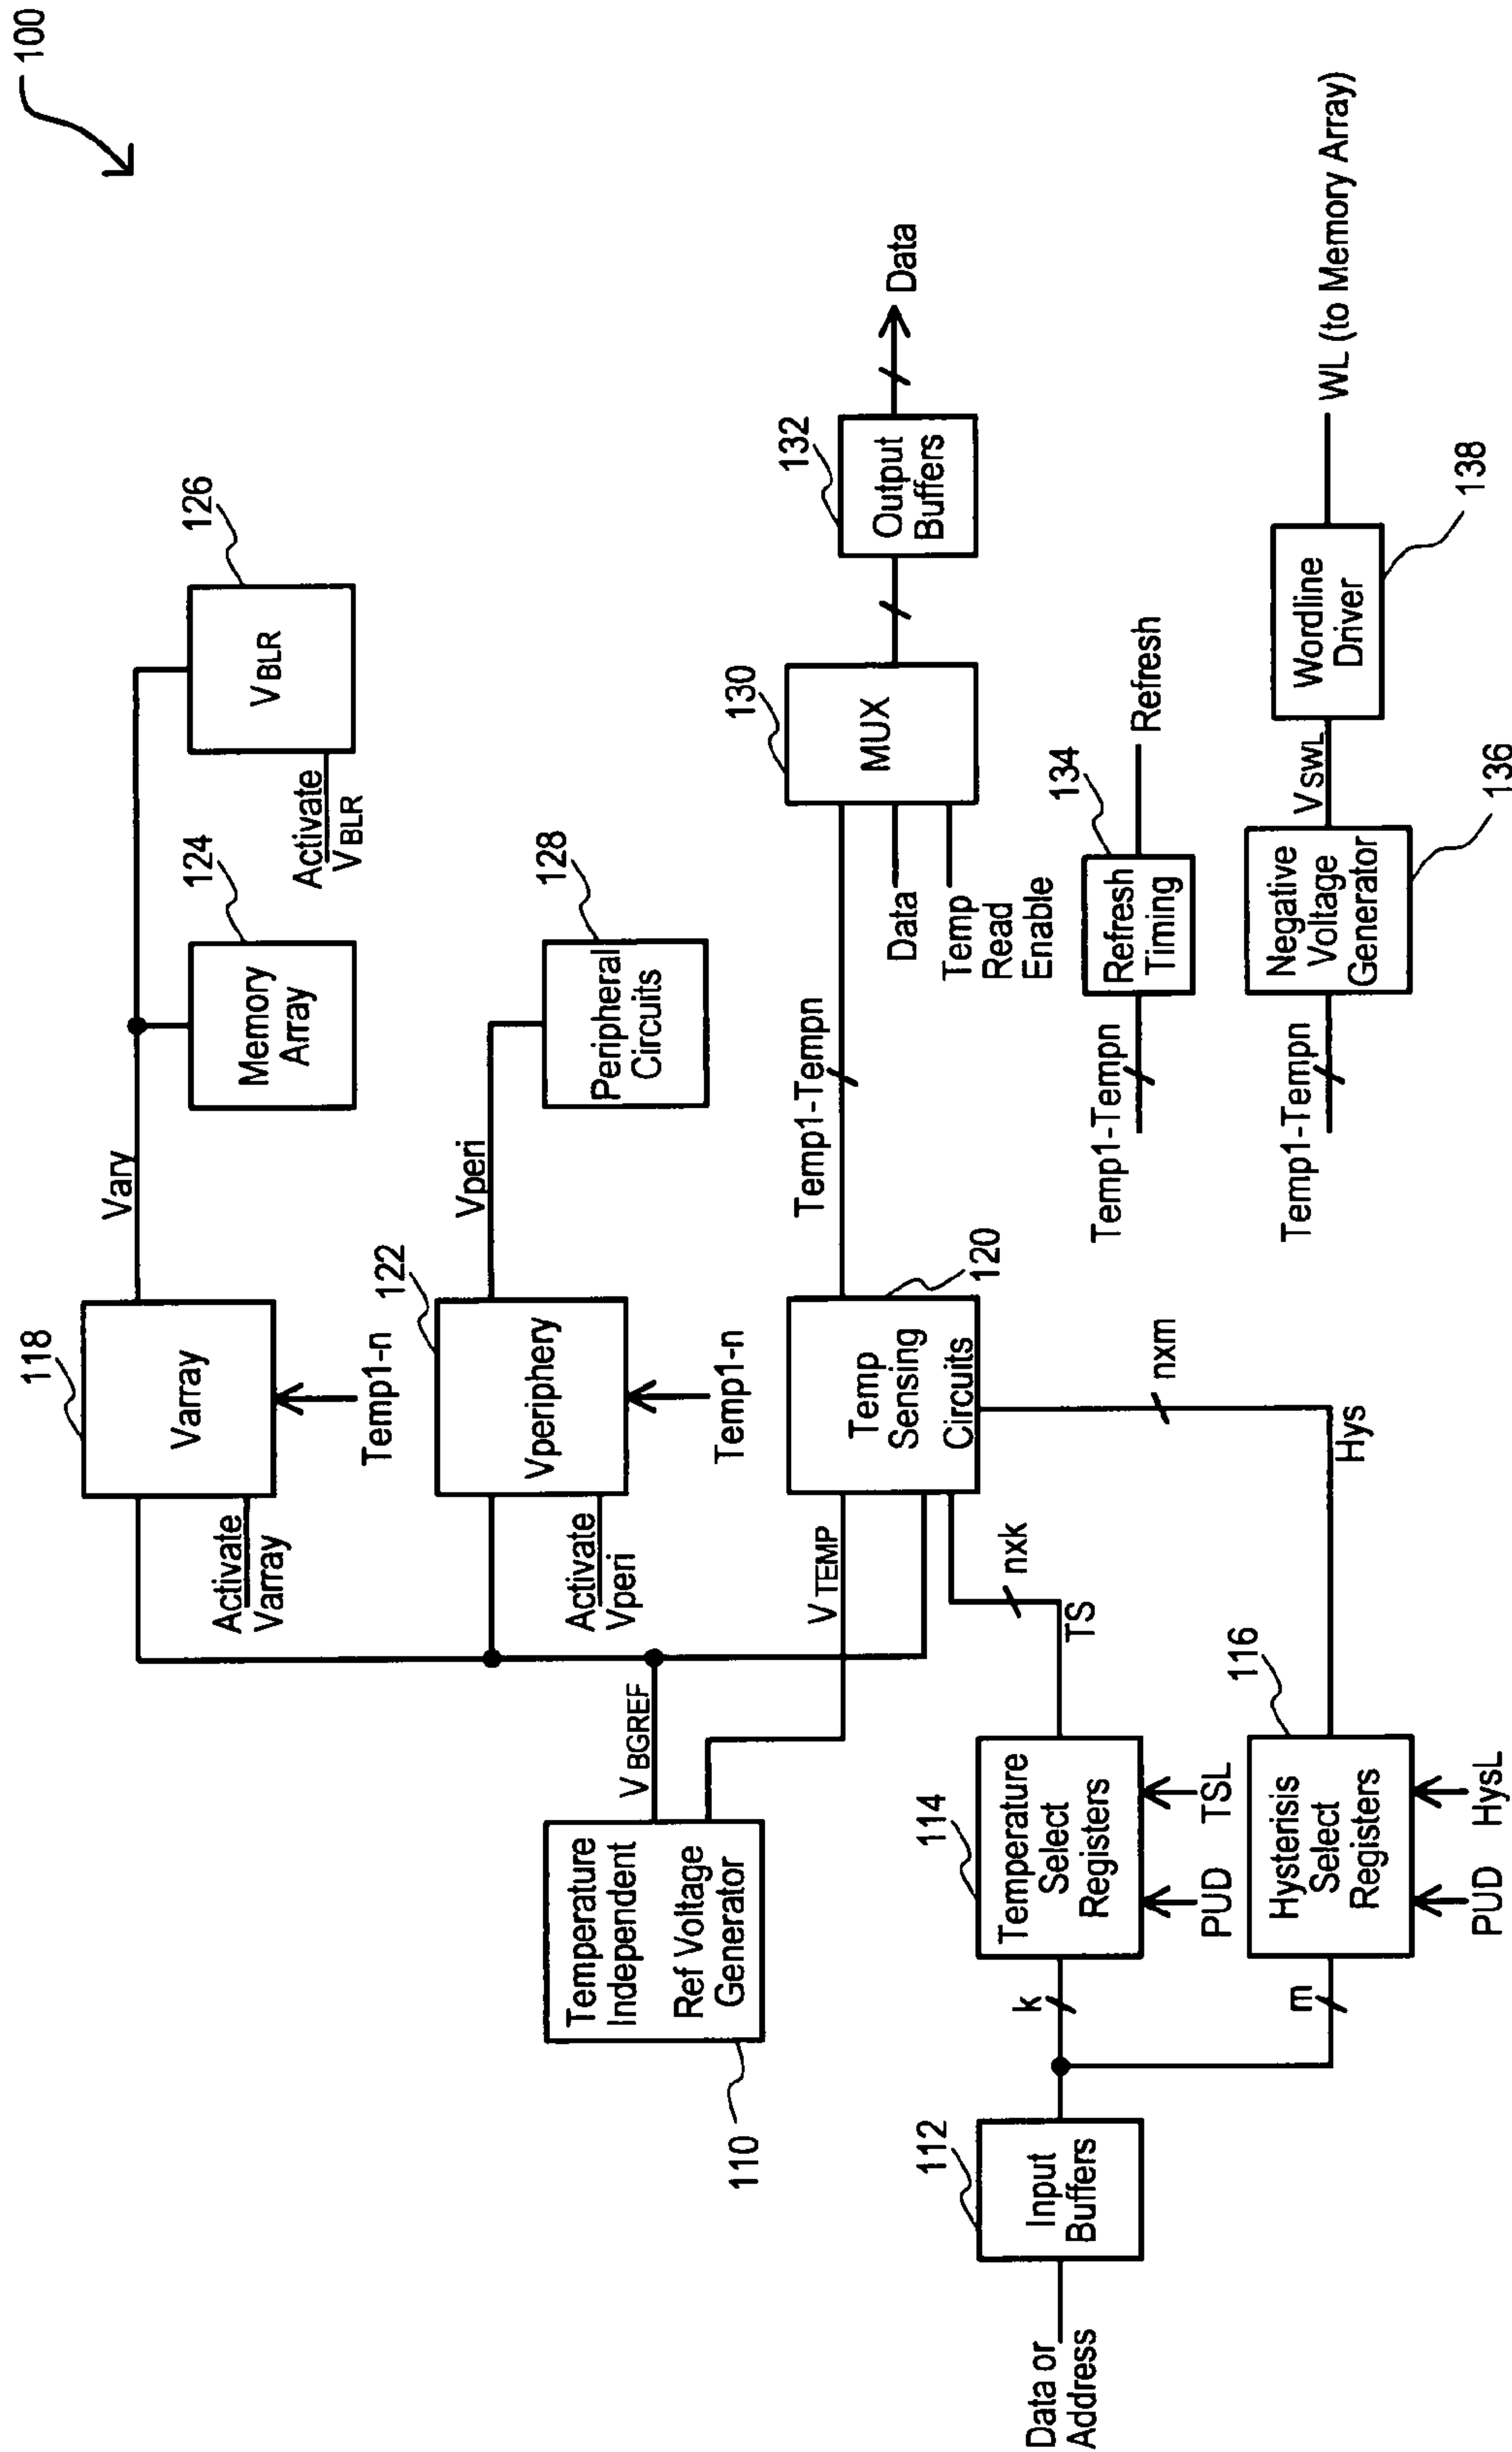 100
118
Varray
Activate
Varray
Temp1-n
Vary
124
Memory
Array
126
VBLR
Activate
VBLR
122
Vperiphery
Activate
Vperi
Temp1-n
Vperi
128
Peripheral
Circuits
110
Temperature
Independent
Ref Voltage
Generator
VBGREF
VTEMP
Temp
Sensing
Circuits
120
Temp1-Tempn
130
MUX
Data
Temp
Read
Enable
132
Output
Buffers
Data
Data or
Address
112
Input
Buffers
k
m
114
Temperature
Select
Registers
PUD
TSL
TS
nxk
116
Hysterisis
Select
Registers
PUD
HysL
Hys
nxm
Temp1-Tempn
134
Refresh
Timing
Refresh
Temp1-Tempn
Negative
Voltage
Generator
136
VSWL
Wordline
Driver
138
WL (to Memory Array)